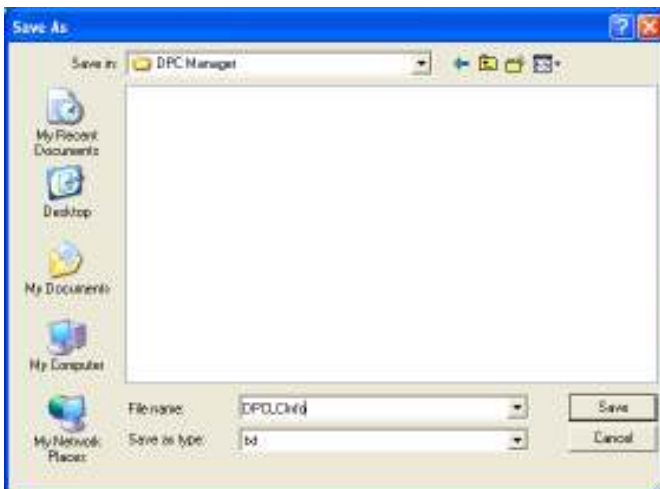 Save As
Save in:
DPC Manager
My Recent
Documents
Desktop
My Documents
My Computer
My Network
Places
File name:
Save as type:
txt
Save
Cancel